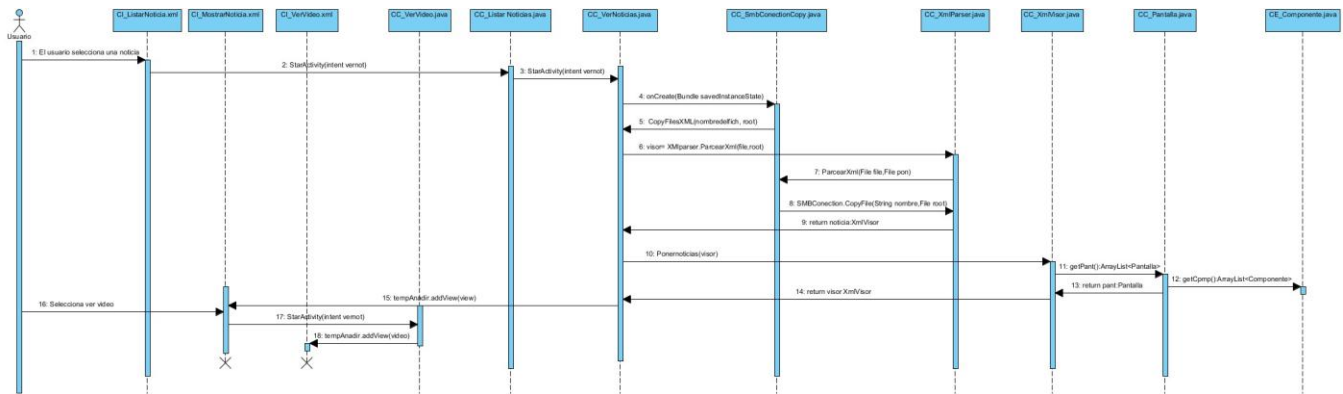 CI_ListarNoticia.xml
CI_MostrarNoticia.xml
CI_VerVideo.xml
CC_VerVideo.java
CC_Listar Noticias.java
CC_VerNoticias.java
CC_SmbConectionCopy.java
CC_XmlParser.java
CC_XmlVisor.java
CC_Pantalla.java
CE_Componente.java
Usuario
1: El usuario selecciona una noticia
2: StarActivity(intent vernot)
3: StarActivity(intent vernot)
4: onCreate(Bundle savedInstanceState)
5: CopyFilesXML(nombredelfich, root)
6: visor= XMlparser.ParcearXml(file,root)
7: ParcearXml(File file,File pon)
8: SMBConection.CopyFile(String nombre,File root)
9: return noticia:XmlVisor
10: Ponernoticias(visor)
11: getPant():ArrayList<Pantalla>
12: getCpmp():ArrayList<Componente>
13: return pant:Pantalla
14: return visor:XmlVisor
15: tempAnadir.addView(view)
16: Selecciona ver video
17: StarActivity(intent vernot)
18: tempAnadir.addView(video)